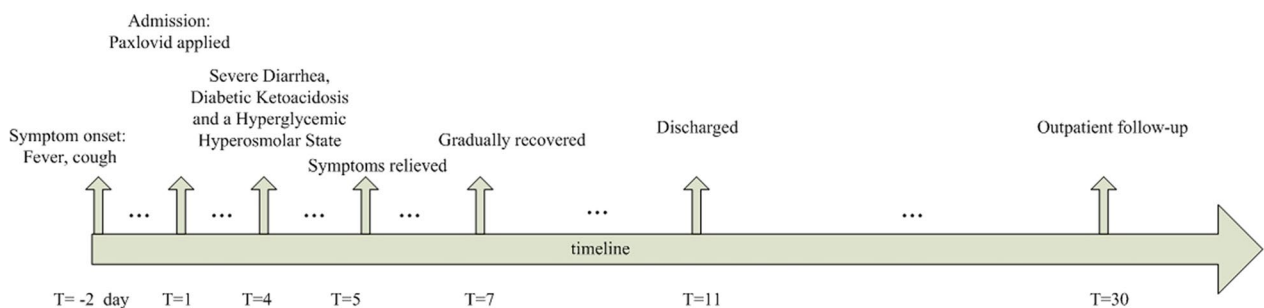 Admission:
Paxlovid applied
Severe Diarrhea,
Diabetic Ketoacidosis
and a Hyperglycemic
Hyperosmolar State
Symptom onset:
Fever, cough
Symptoms relieved
Gradually recovered
Discharged
Outpatient follow-up
... ... ... ... ... ...
timeline
T= -2 day T=1 T=4 T=5 T=7 T=11 T=30